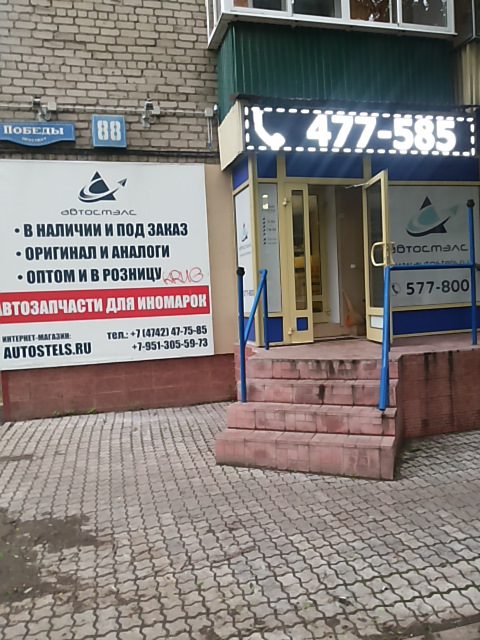 ПОБЕДЫ
88
477-585
автостэлс
• В НАЛИЧИИ И ПОД ЗАКАЗ
• ОРИГИНАЛ И АНАЛОГИ
• ОПТОМ И В РОЗНИЦУ
KRUG
АВТОЗАПЧАСТИ ДЛЯ ИНОМАРОК
ИНТЕРНЕТ-МАГАЗИН:
AUTOSTELS.RU
тел.: +7 (4742) 47-75-85
+7-951-305-59-73
автостэлс
577-800